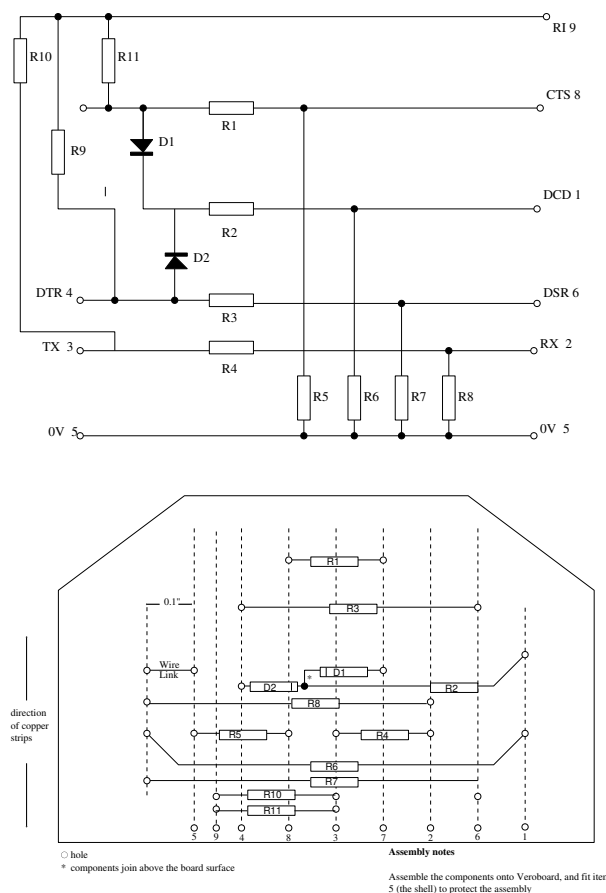 RI 9
R10
R11
CTS 8
R1
D1
R9
DCD 1
R2
D2
DTR 4
DSR 6
R3
TX 3
RX 2
R4
R5
R6
R7
R8
0V 5
0V 5
R1
0.1"
R3
Wire
Link
*
D1
D2
R2
R8
direction
of copper
strips
R5
R4
R6
R7
R10
R11
5 9 4 8 3 7 2 6 1
hole
* components join above the board surface
Assembly notes
Assemble the components onto Veroboard, and fit item
5 (the shell) to protect the assembly